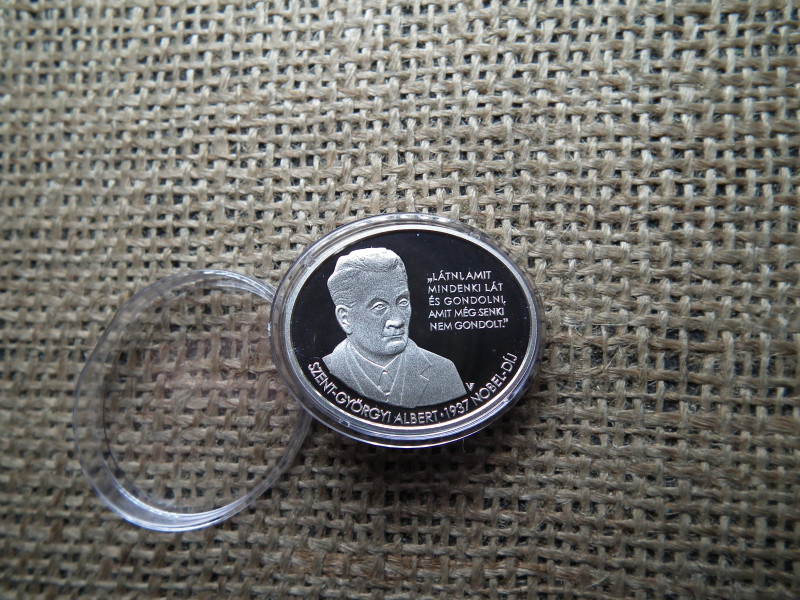 „LÁTNI, AMIT
MINDENKI LÁT
ÉS GONDOLNI,
AMIT MÉG SENKI
NEM GONDOLT.”
SZENT-GYÖRGYI ALBERT · 1937 NOBEL-DÍJ